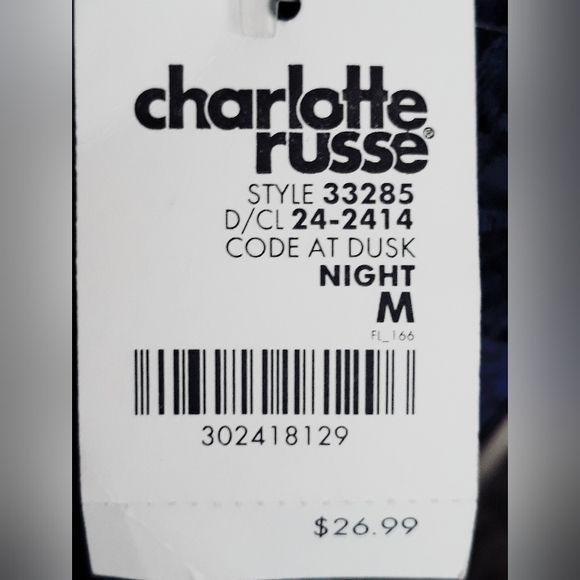 charlotte
russe®
STYLE 33285
D/CL 24-2414
CODE AT DUSK
NIGHT
M
FL_166
302418129
$26.99